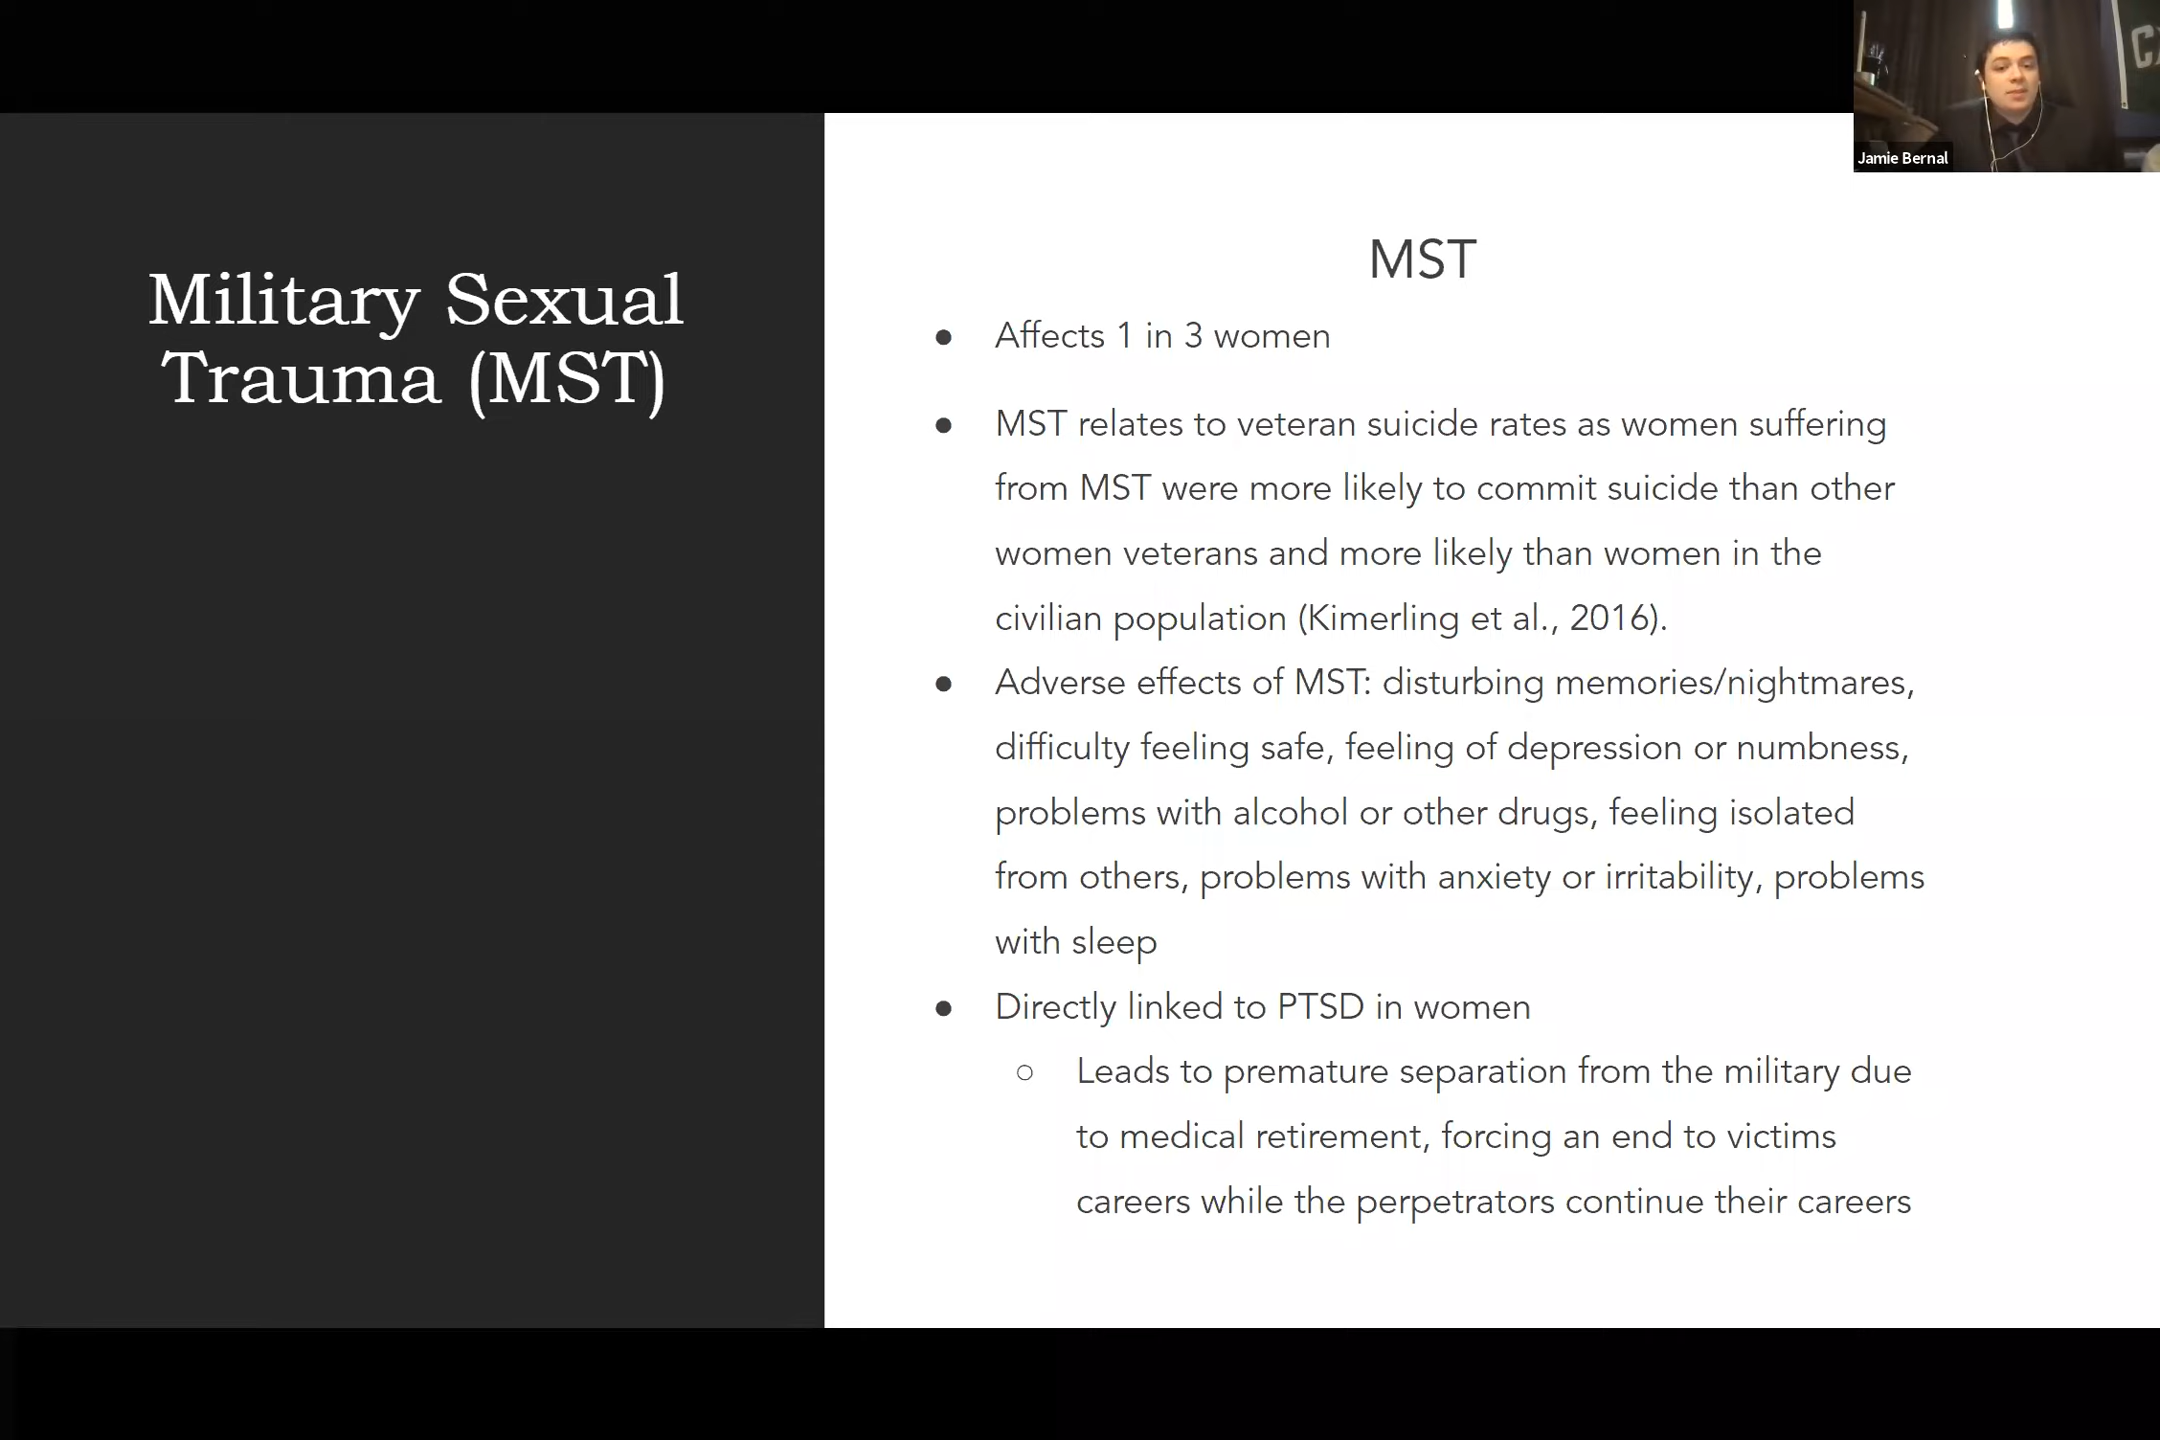 Jamie Bernal
Military Sexual
Trauma (MST)
MST
● Affects 1 in 3 women
● MST relates to veteran suicide rates as women suffering
from MST were more likely to commit suicide than other
women veterans and more likely than women in the
civilian population (Kimerling et al., 2016).
● Adverse effects of MST: disturbing memories/nightmares,
difficulty feeling safe, feeling of depression or numbness,
problems with alcohol or other drugs, feeling isolated
from others, problems with anxiety or irritability, problems
with sleep
● Directly linked to PTSD in women
○ Leads to premature separation from the military due
to medical retirement, forcing an end to victims
careers while the perpetrators continue their careers